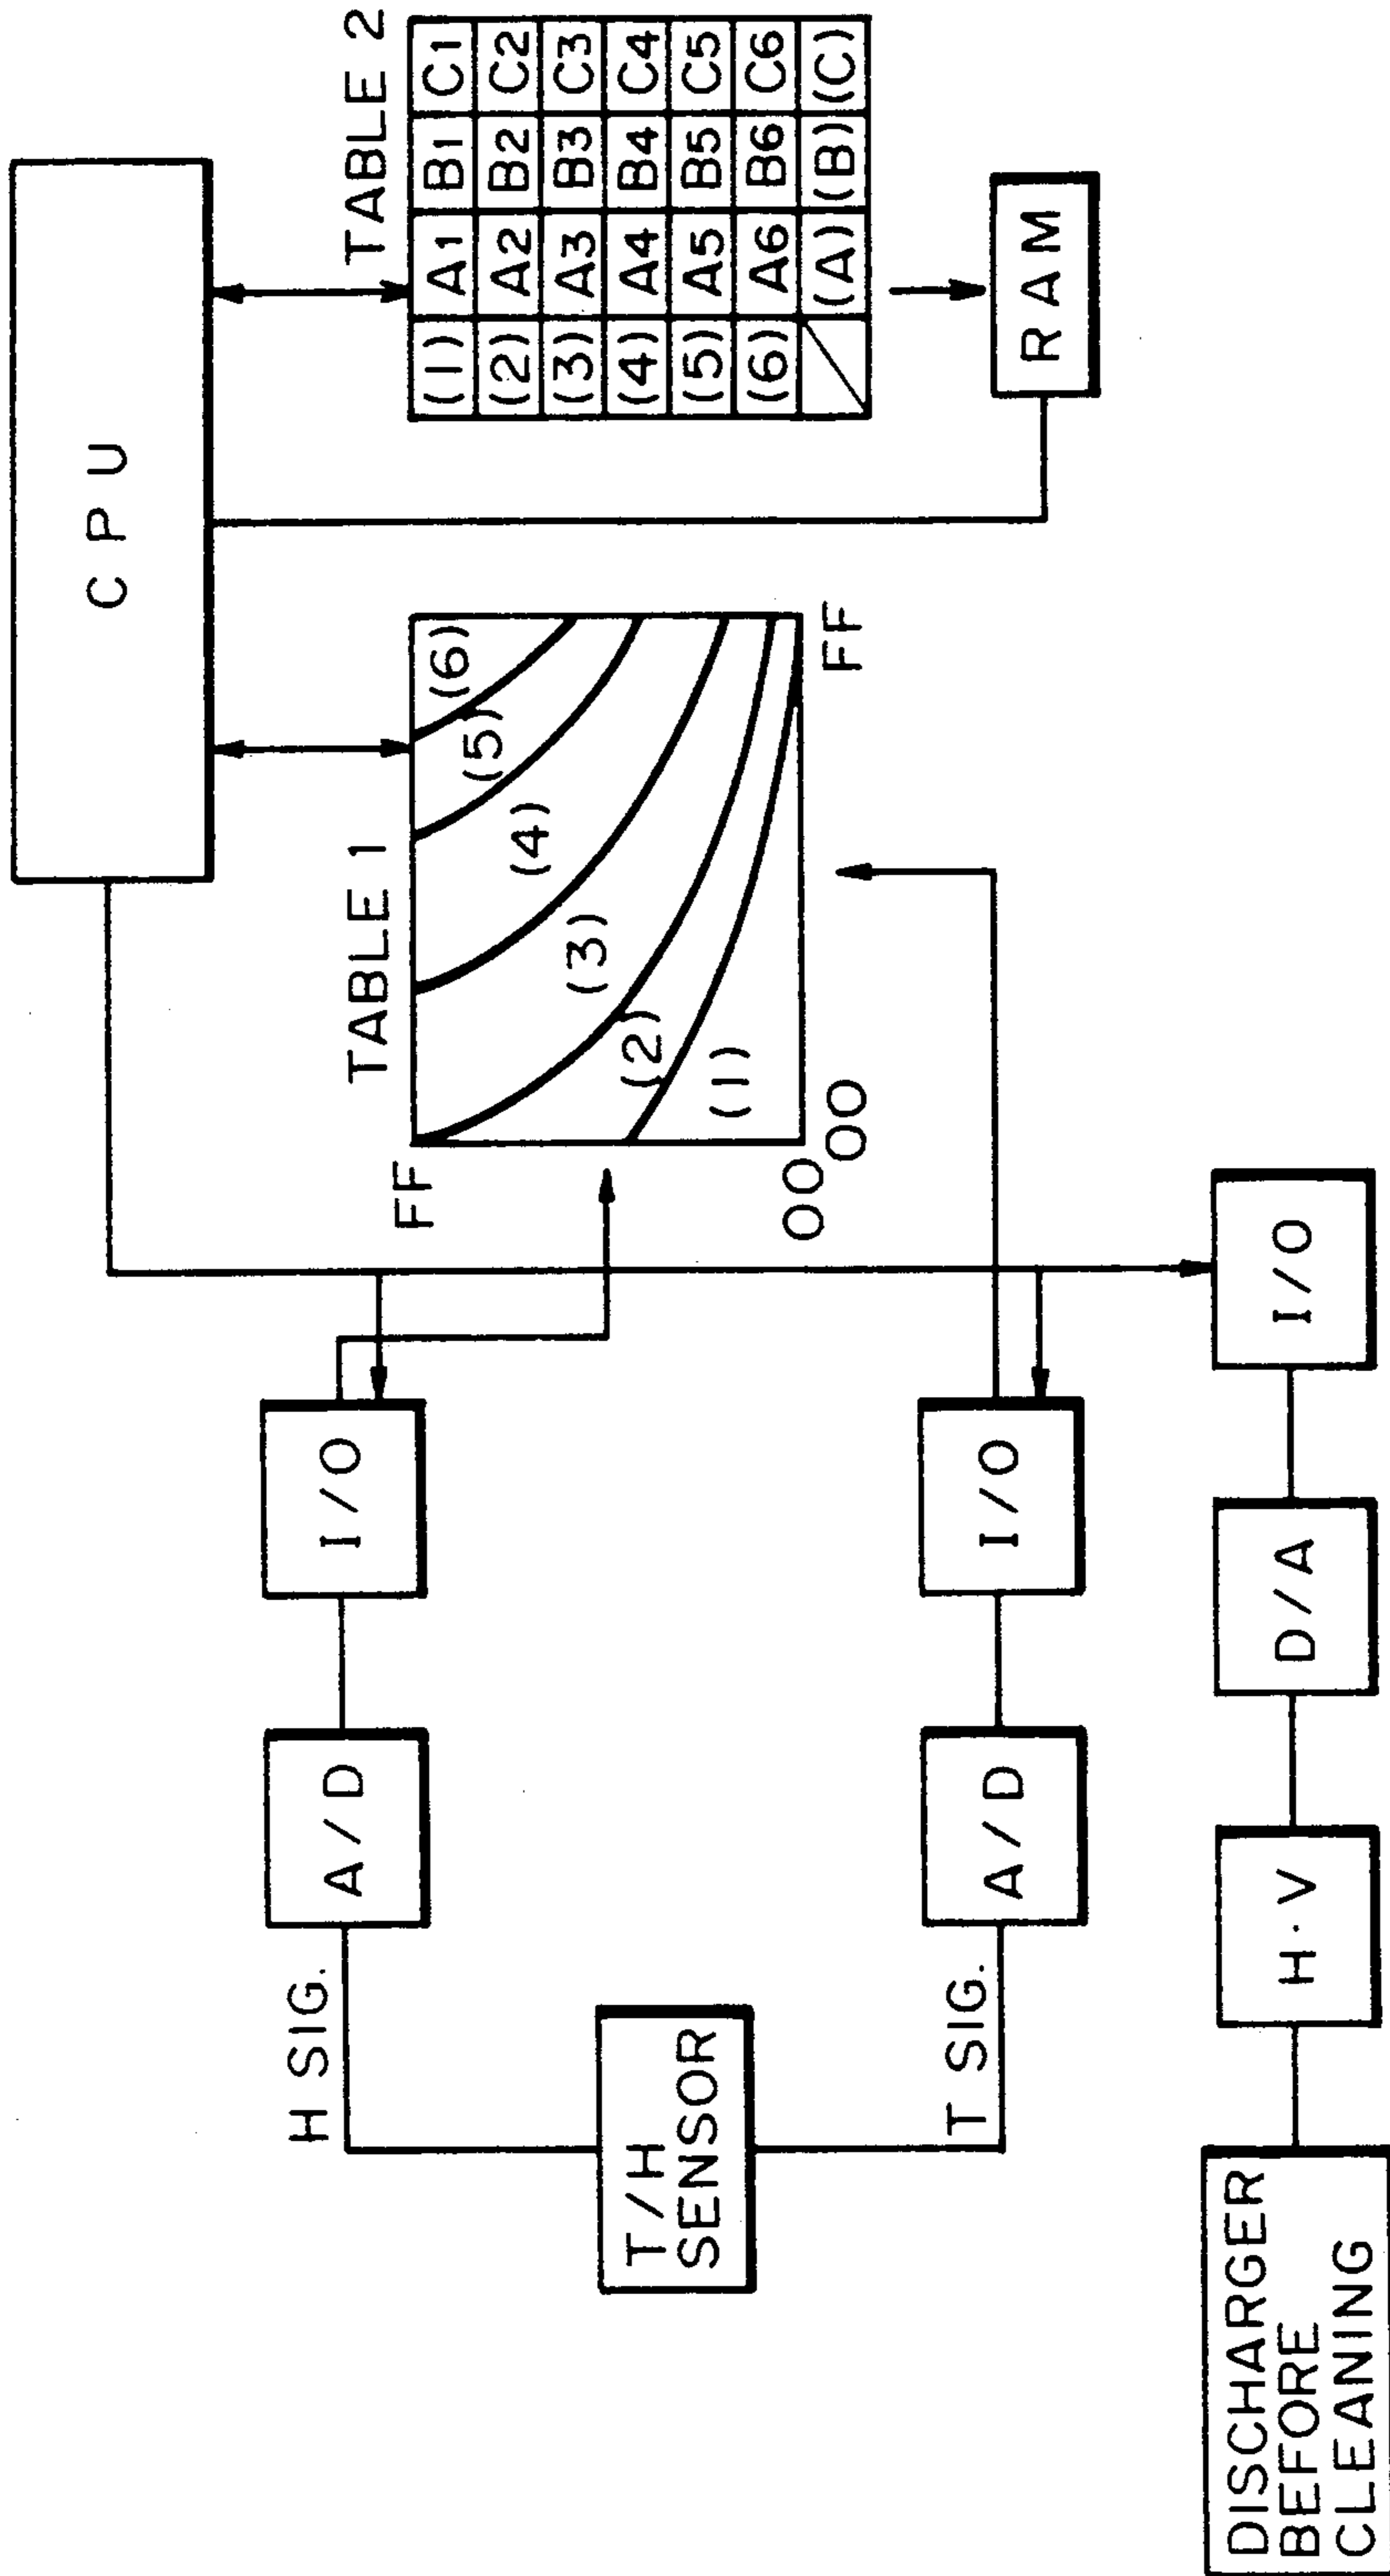 CPU
TABLE 1
TABLE 2
FF
(6)
(5)
(4)
(3)
(2)
(1)
00
00
FF
(1) A1 B1 C1
(2) A2 B2 C2
(3) A3 B3 C3
(4) A4 B4 C4
(5) A5 B5 C5
(6) A6 B6 C6
(A) (B) (C)
RAM
H SIG.
A/D
I/O
T/H
SENSOR
T SIG.
A/D
I/O
DISCHARGER
BEFORE
CLEANING
H·V
D/A
I/O